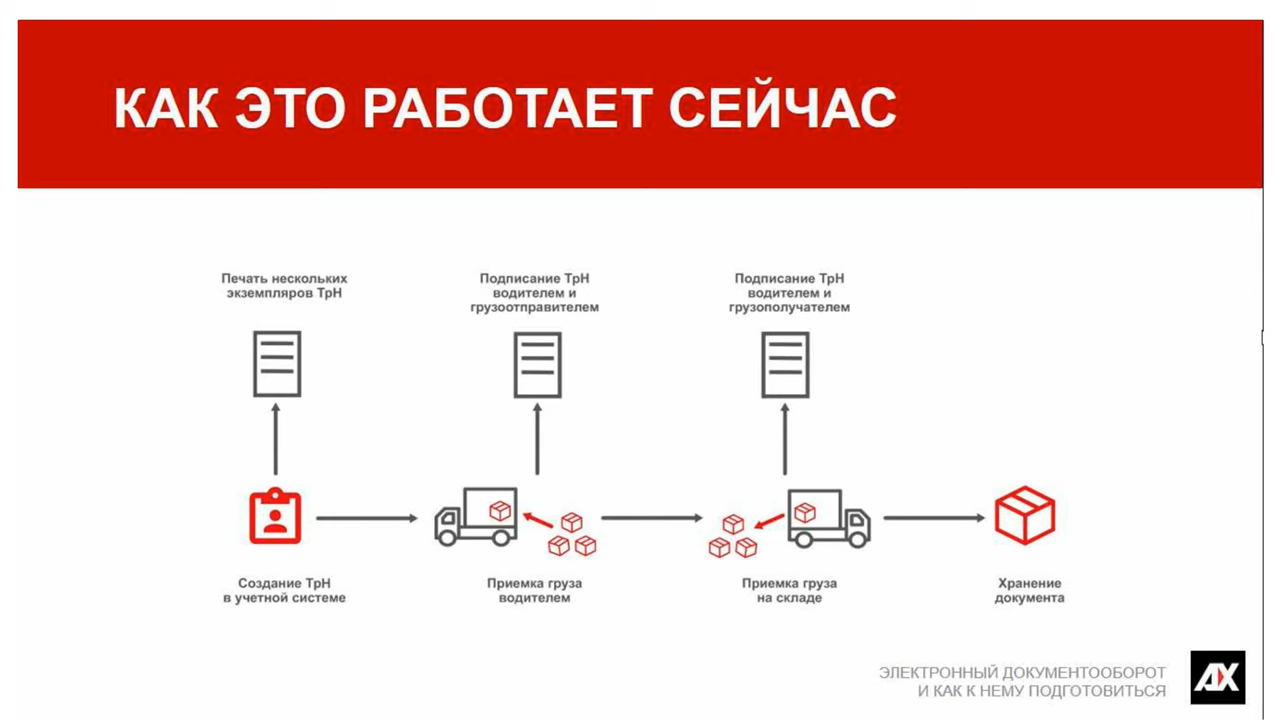 КАК ЭТО РАБОТАЕТ СЕЙЧАС
Печать нескольких
экземпляров ТрН
Подписание ТрН
водителем и
грузоотправителем
Подписание ТрН
водителем и
грузополучателем
Создание ТрН
в учетной системе
Приемка груза
водителем
Приемка груза
на складе
Хранение
документа
ЭЛЕКТРОННЫЙ ДОКУМЕНТООБОРОТ
И КАК К НЕМУ ПОДГОТОВИТЬСЯ